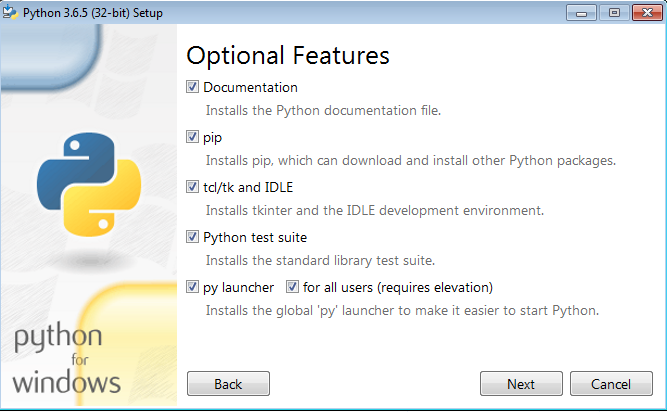 Python 3.6.5 (32-bit) Setup
Optional Features
Documentation
Installs the Python documentation file.
pip
Installs pip, which can download and install other Python packages.
tcl/tk and IDLE
Installs tkinter and the IDLE development environment.
Python test suite
Installs the standard library test suite.
py launcher for all users (requires elevation)
Installs the global 'py' launcher to make it easier to start Python.
python
for
windows
Back Next Cancel